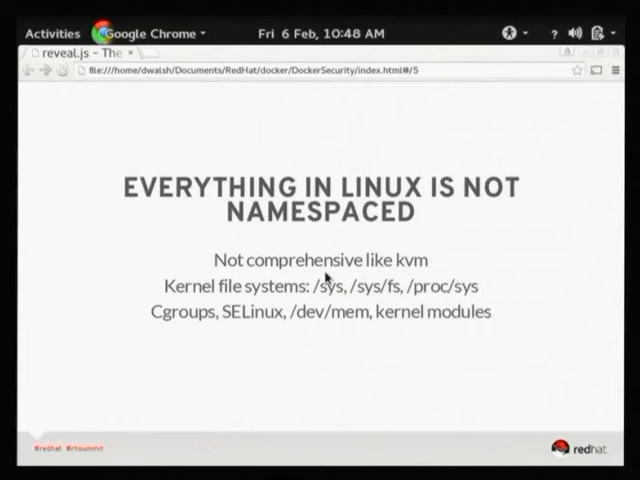 Activities
Google Chrome
Fri 6 Feb, 10:48 AM
reveal.js - The
file:///home/dwalsh/Documents/RedHat/docker/DockerSecurity/index.html#/5
EVERYTHING IN LINUX IS NOT
NAMESPACED
Not comprehensive like kvm
Kernel file systems: /sys, /sys/fs, /proc/sys
Cgroups, SELinux, /dev/mem, kernel modules
#redhat #rhsummit
redhat.